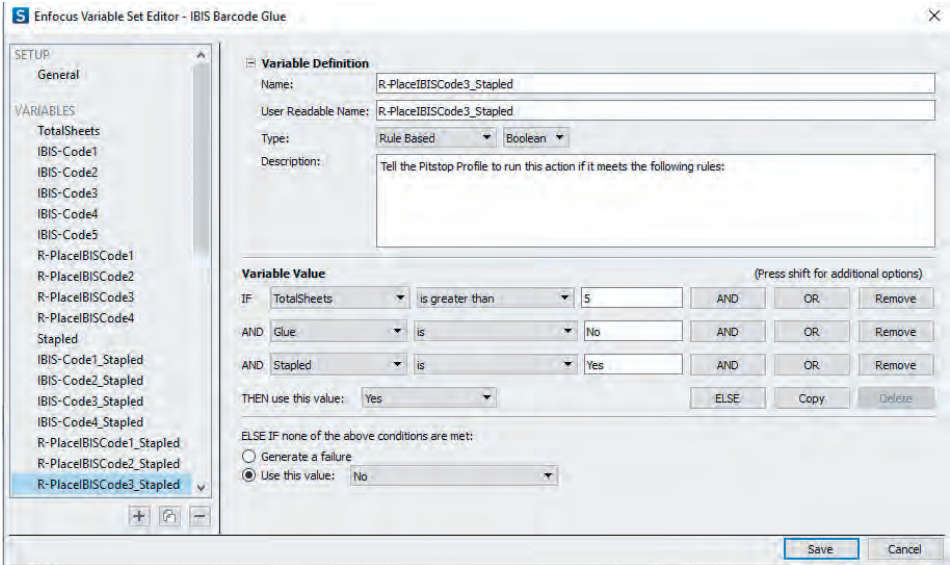 S Enfocus Variable Set Editor - IBIS Barcode Glue
SETUP
General
VARIABLES
TotalSheets
IBIS-Code1
IBIS-Code2
IBIS-Code3
IBIS-Code4
IBIS-Code5
R-PlaceIBISCode1
R-PlaceIBISCode2
R-PlaceIBISCode3
R-PlaceIBISCode4
Stapled
IBIS-Code1_Stapled
IBIS-Code2_Stapled
IBIS-Code3_Stapled
IBIS-Code4_Stapled
R-PlaceIBISCode1_Stapled
R-PlaceIBISCode2_Stapled
R-PlaceIBISCode3_Stapled
Variable Definition
Name: R-PlaceIBISCode3_Stapled
User Readable Name: R-PlaceIBISCode3_Stapled
Type: Rule Based Boolean
Description: Tell the Pitstop Profile to run this action if it meets the following rules:
Variable Value (Press shift for additional options)
IF TotalSheets is greater than 5 AND OR Remove
AND Glue is No AND OR Remove
AND Stapled is Yes AND OR Remove
THEN use this value: Yes ELSE Copy Delete
ELSE IF none of the above conditions are met:
Generate a failure
Use this value: No
Save Cancel